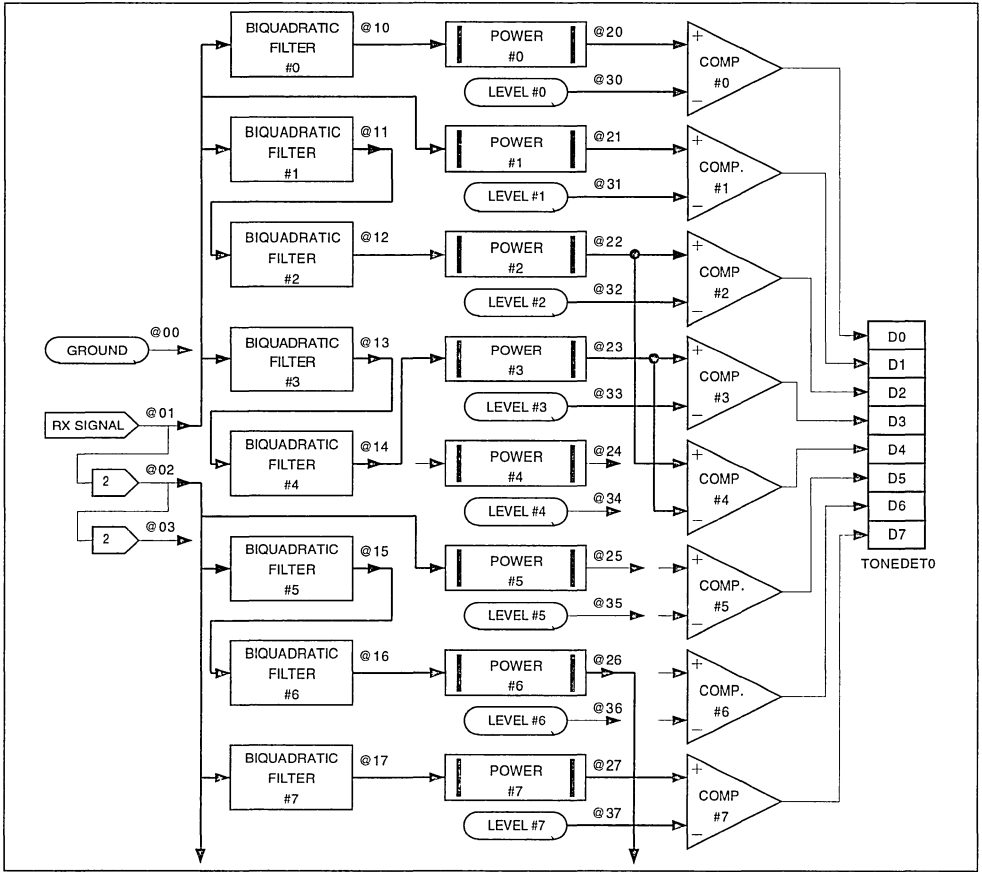 BIQUADRATIC
FILTER
#0
@10
POWER
#0
@20
LEVEL #0
@30
+
COMP
#0
−
BIQUADRATIC
FILTER
#1
@11
POWER
#1
@21
LEVEL #1
@31
+
COMP.
#1
−
BIQUADRATIC
FILTER
#2
@12
POWER
#2
@22
LEVEL #2
@32
+
COMP
#2
−
GROUND
@00
BIQUADRATIC
FILTER
#3
@13
POWER
#3
@23
LEVEL #3
@33
+
COMP
#3
−
RX SIGNAL
@01
BIQUADRATIC
FILTER
#4
@14
POWER
#4
@24
LEVEL #4
@34
+
COMP
#4
−
2
@02
2
@03
BIQUADRATIC
FILTER
#5
@15
POWER
#5
@25
LEVEL #5
@35
+
COMP.
#5
−
BIQUADRATIC
FILTER
#6
@16
POWER
#6
@26
LEVEL #6
@36
+
COMP.
#6
−
BIQUADRATIC
FILTER
#7
@17
POWER
#7
@27
LEVEL #7
@37
+
COMP
#7
−
D0
D1
D2
D3
D4
D5
D6
D7
TONEDET0